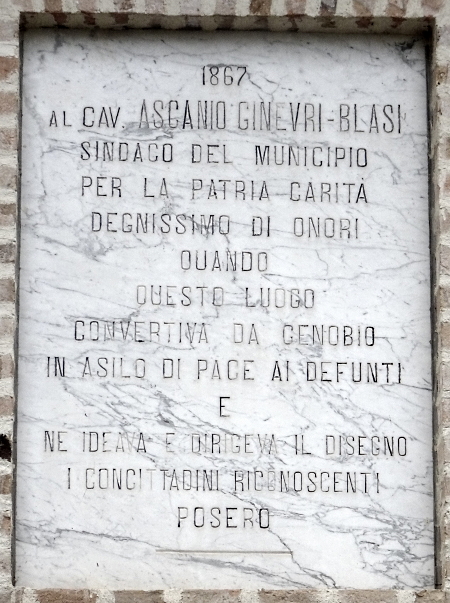 1867
AL CAV. ASCANIO GINEVRI-BLASI
SINDACO DEL MUNICIPIO
PER LA PATRIA CARITÀ
DEGNISSIMO DI ONORI
QUANDO
QUESTO LUOGO
CONVERTIVA DA CENOBIO
IN ASILO DI PACE AI DEFUNTI
E
NE IDEAVA E DIRIGEVA IL DISEGNO
I CONCITTADINI RICONOSCENTI
POSERO